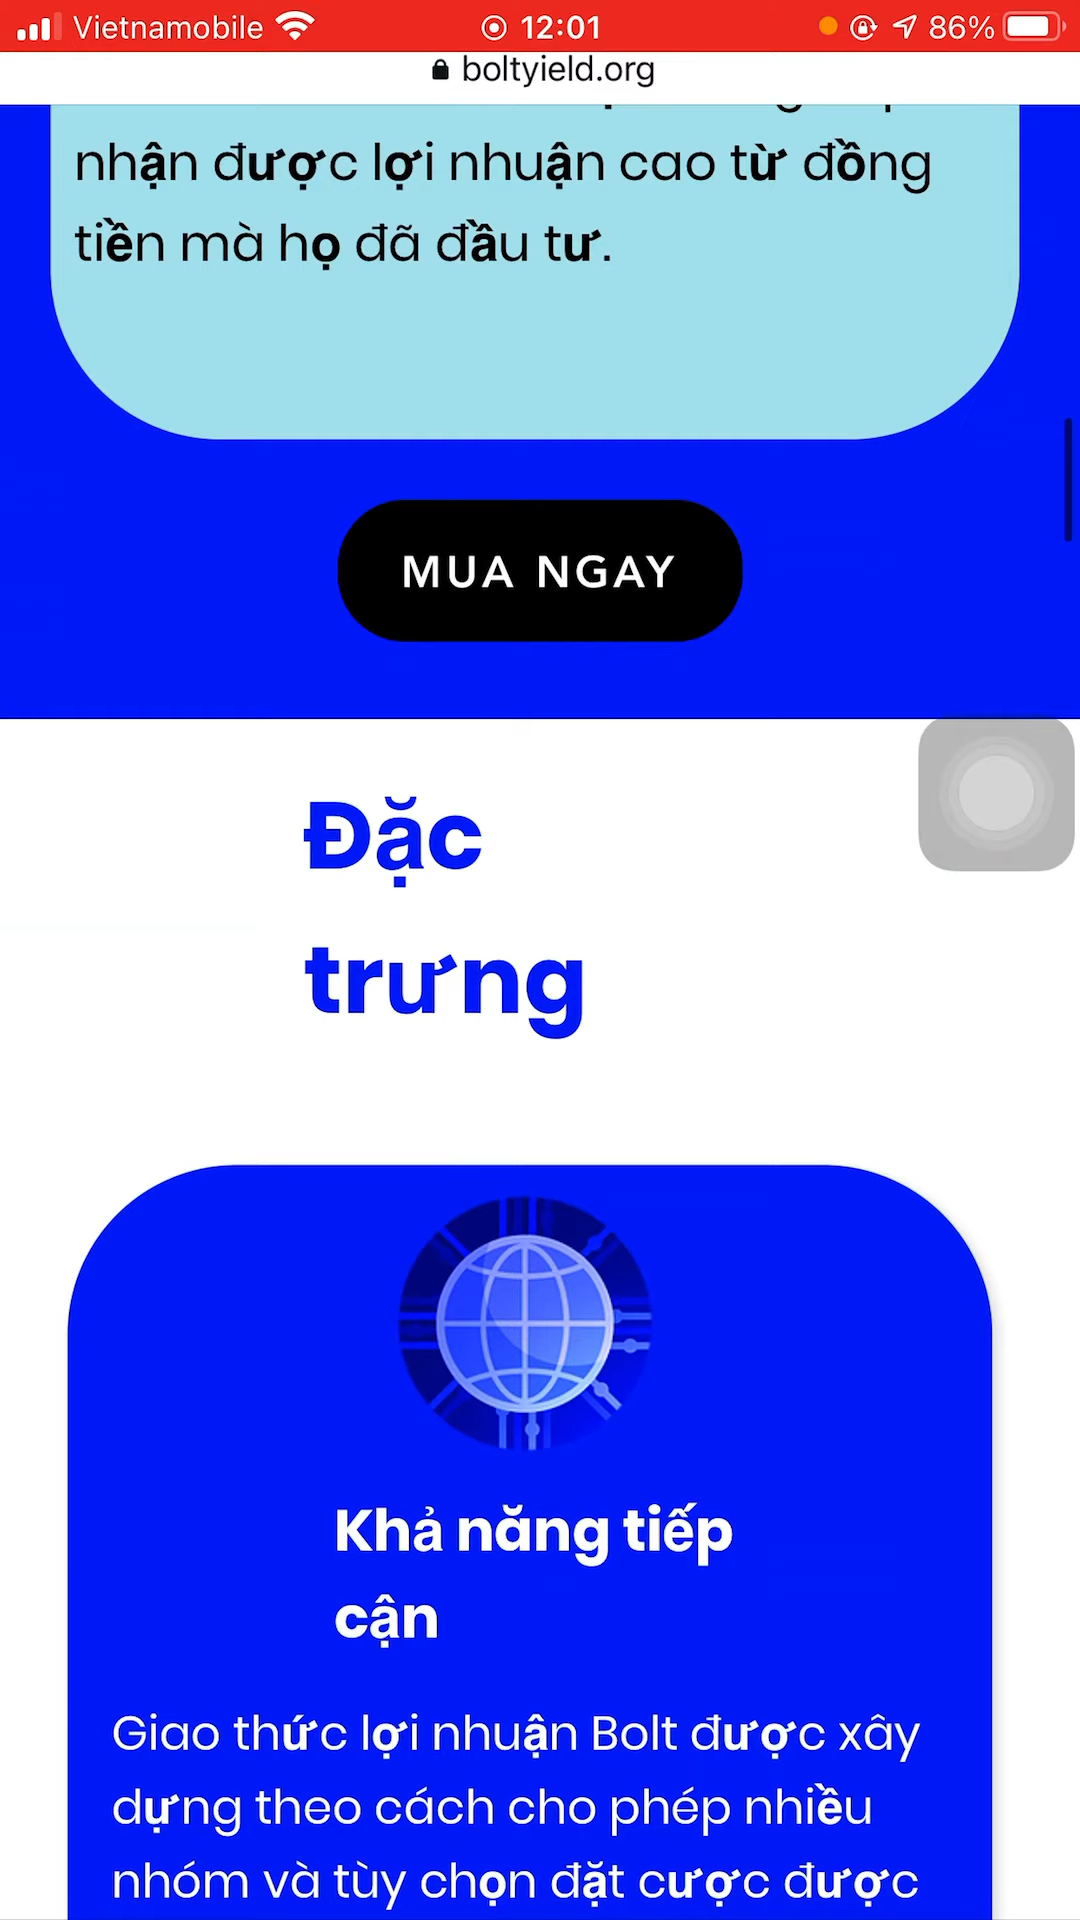 Vietnamobile 12:01 86%
boltyield.org
nhận được lợi nhuận cao từ đồng
tiền mà họ đã đầu tư.
MUA NGAY
Đặc
trưng
Khả năng tiếp
cận
Giao thức lợi nhuận Bolt được xây
dựng theo cách cho phép nhiều
nhóm và tùy chọn đặt cược được